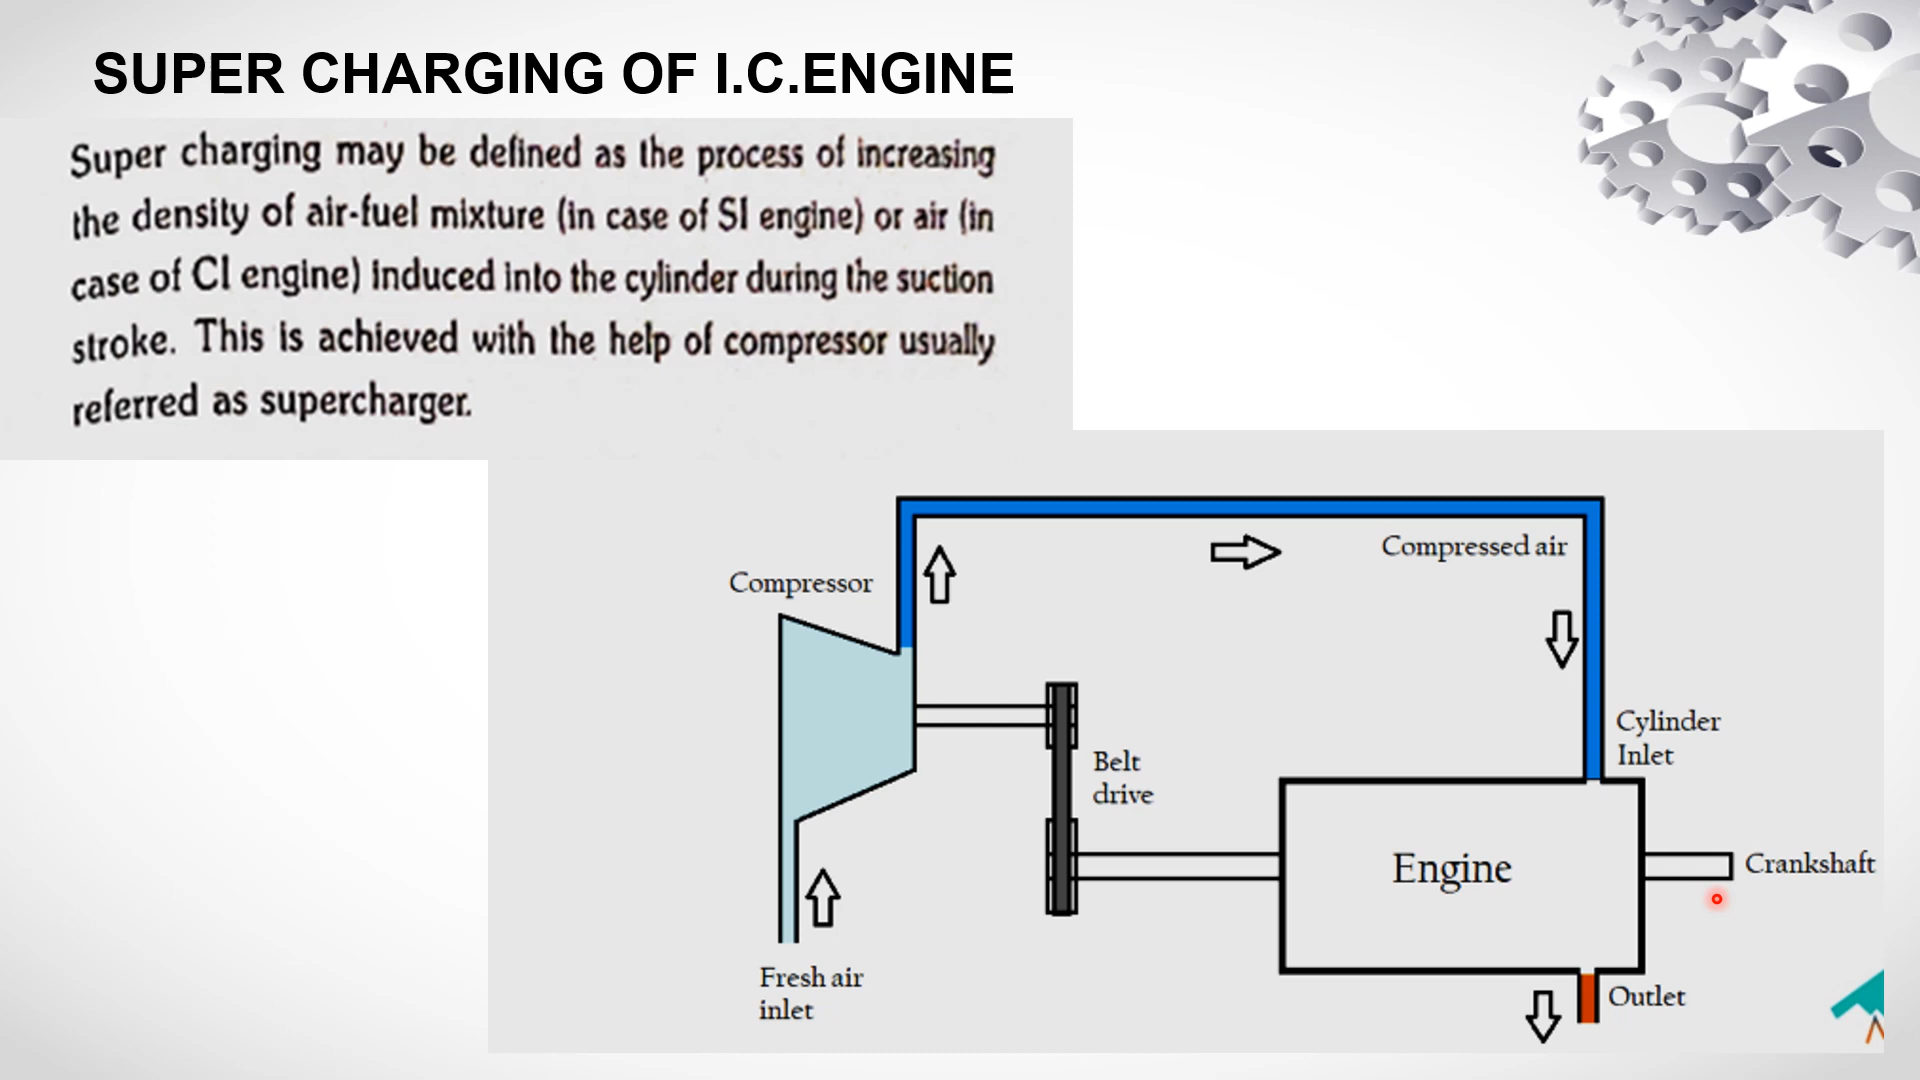 SUPER CHARGING OF I.C.ENGINE
Super charging may be defined as the process of increasing
the density of air-fuel mixture (in case of SI engine) or air (in
case of CI engine) induced into the cylinder during the suction
stroke. This is achieved with the help of compressor usually
referred as supercharger.
Compressed air
Compressor
Cylinder
Inlet
Belt
drive
Engine
Crankshaft
Fresh air
inlet
Outlet